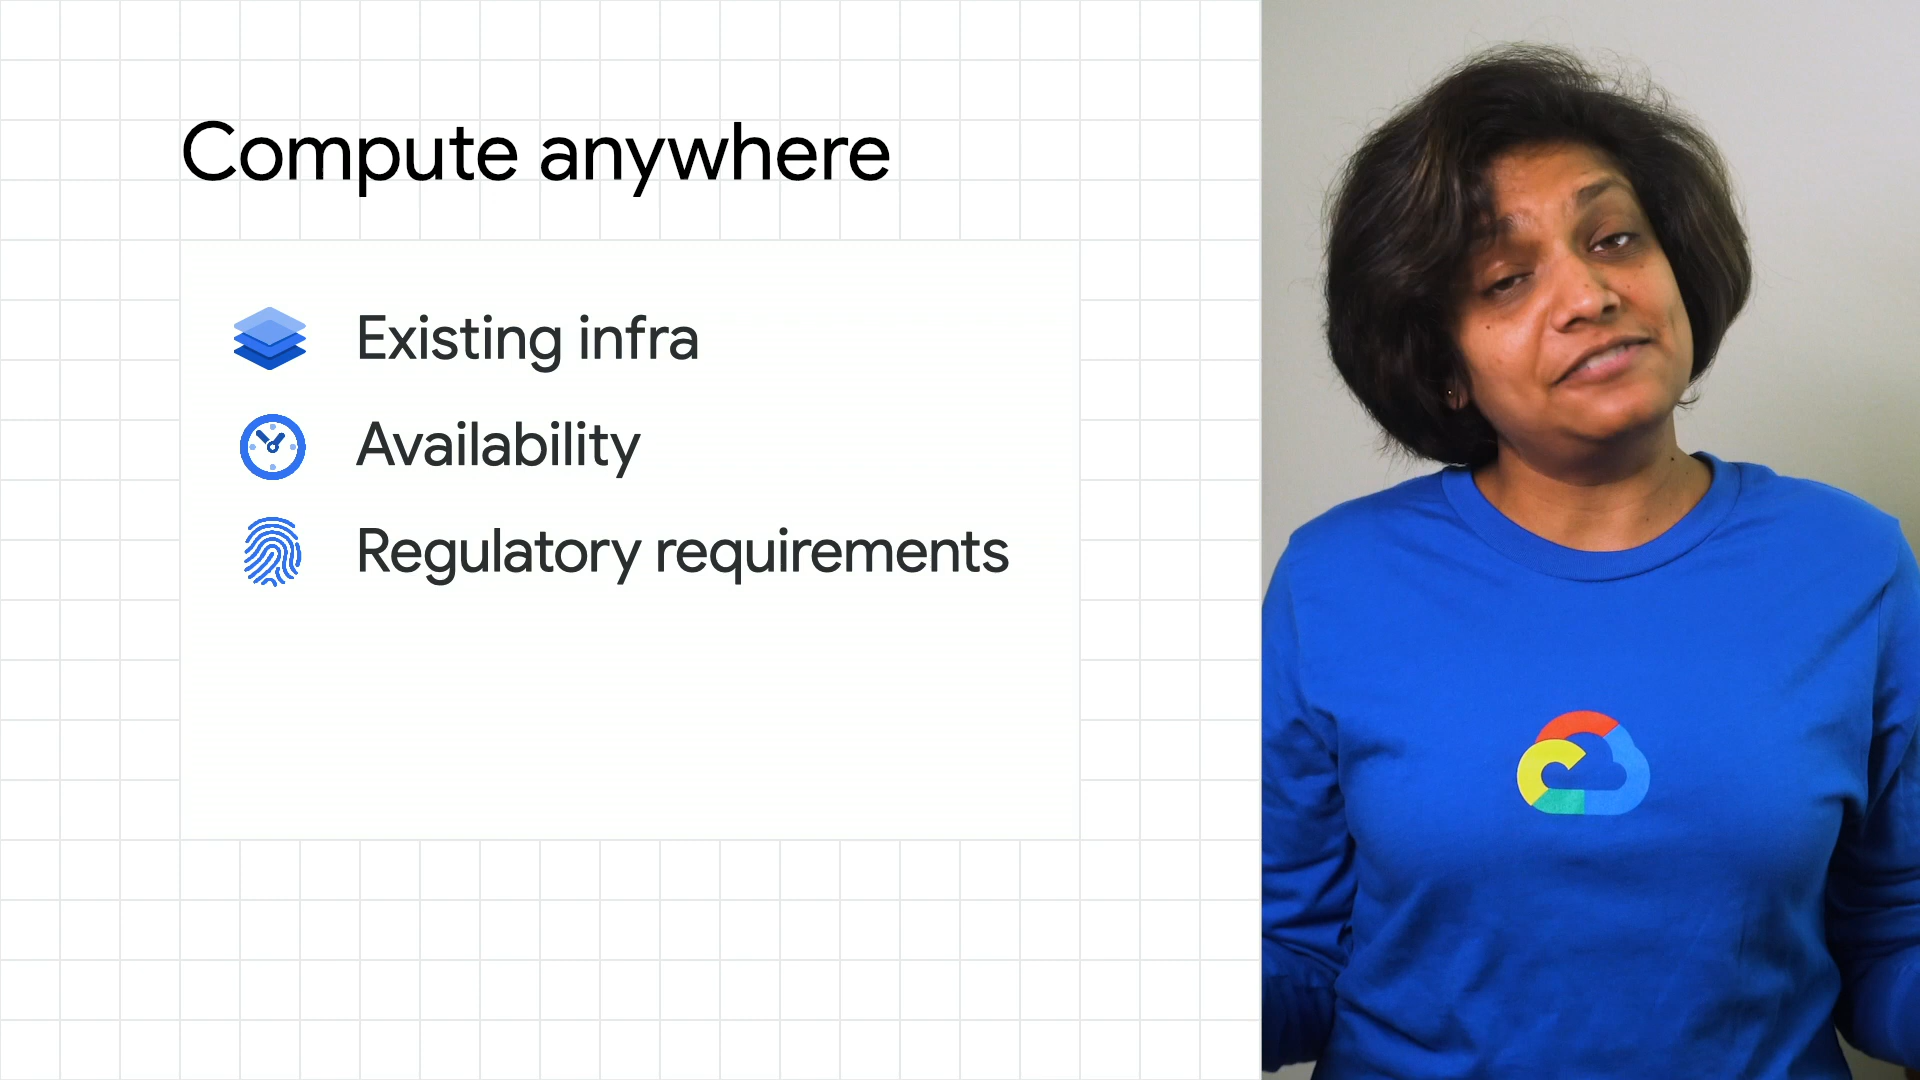 Compute anywhere
Existing infra
Availability
Regulatory requirements